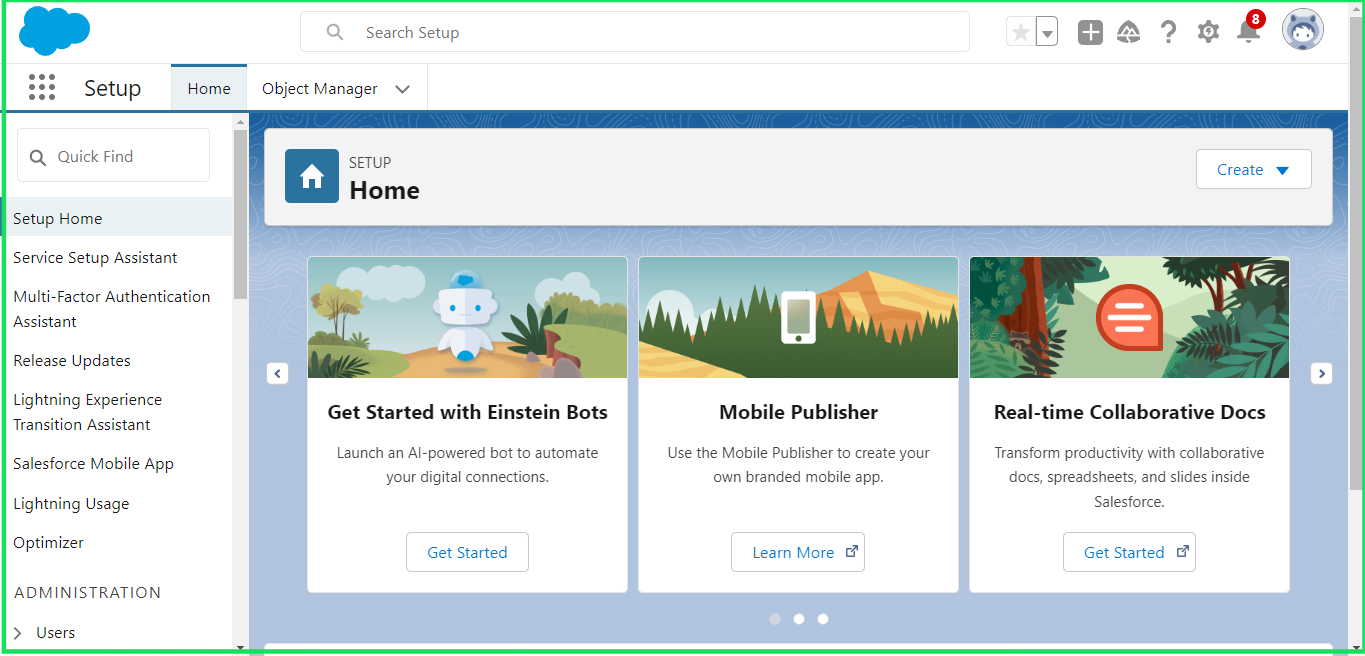 Search Setup
8
Setup
Home
Object Manager
Quick Find
Setup Home
Service Setup Assistant
Multi-Factor Authentication
Assistant
Release Updates
Lightning Experience
Transition Assistant
Salesforce Mobile App
Lightning Usage
Optimizer
ADMINISTRATION
Users
SETUP
Home
Create
Get Started with Einstein Bots
Launch an AI-powered bot to automate
your digital connections.
Get Started
Mobile Publisher
Use the Mobile Publisher to create your
own branded mobile app.
Learn More
Real-time Collaborative Docs
Transform productivity with collaborative
docs, spreadsheets, and slides inside
Salesforce.
Get Started